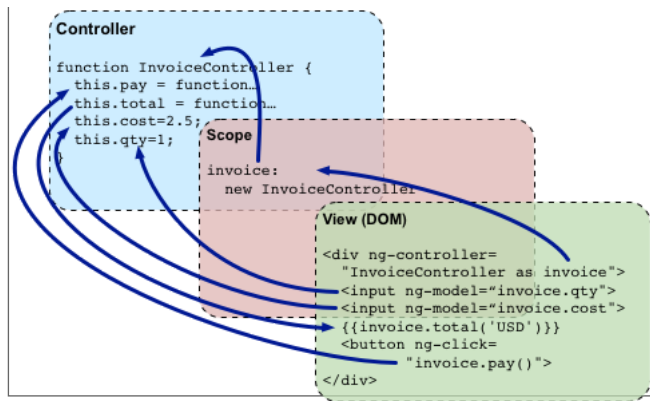 Controller
function InvoiceController {
this.pay = function…
this.total = function…
this.cost=2.5;
this.qty=1;
}
Scope
invoice:
new InvoiceController
View (DOM)
<div ng-controller=
"InvoiceController as invoice">
<input ng-model=“invoice.qty">
<input ng-model=“invoice.cost">
{{invoice.total('USD')}}
<button ng-click=
"invoice.pay()">
</div>